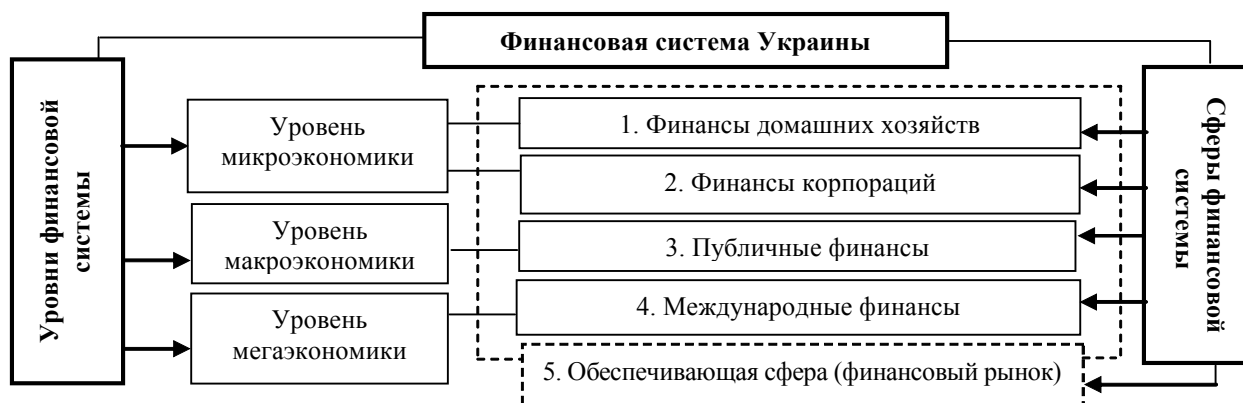 Финансовая система Украины
Уровни финансовой
системы
Уровень
микроэкономики
Уровень
макроэкономики
Уровень
мегаэкономики
1. Финансы домашних хозяйств
2. Финансы корпораций
3. Публичные финансы
4. Международные финансы
5. Обеспечивающая сфера (финансовый рынок)
Сферы финансовой
системы